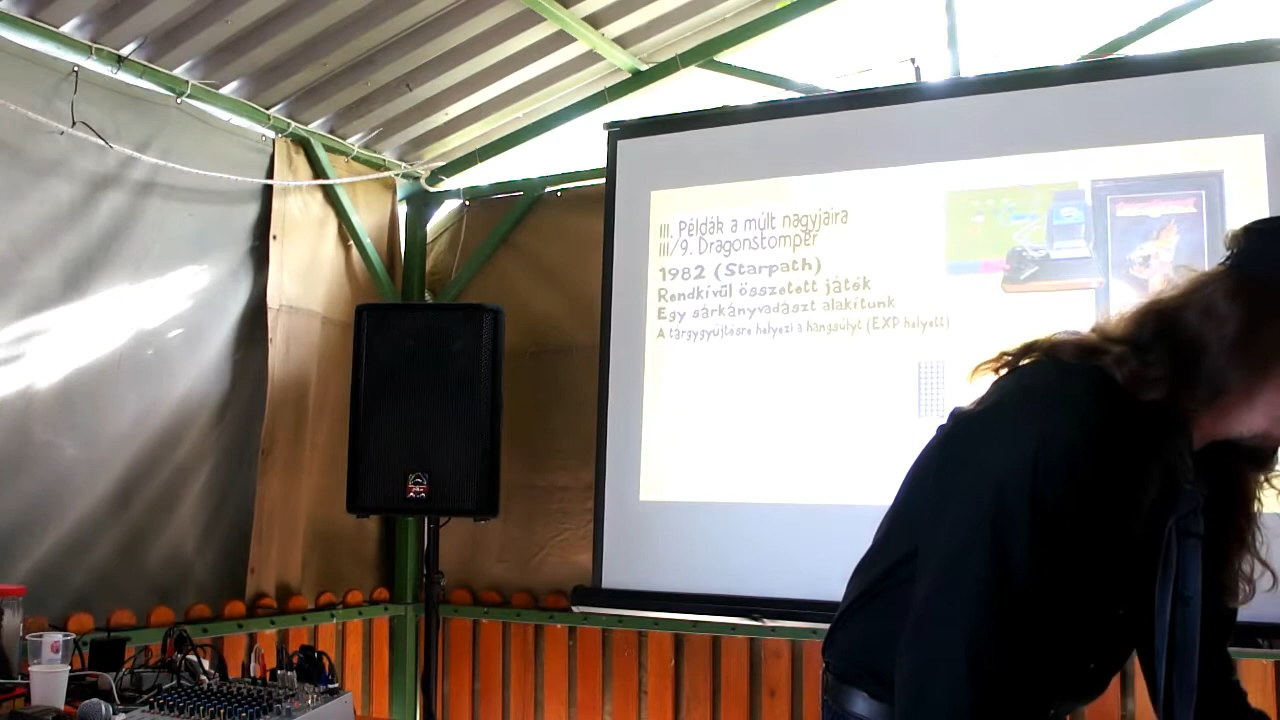 III. Példák a múlt nagyjaira
III/9. Dragonstomper
1982 (Starpath)
Rendkívül összetett játék
Egy sárkányvadászt alakítunk
A tárgygyűjtésre helyezi a hangsúlyt (EXP helyett)